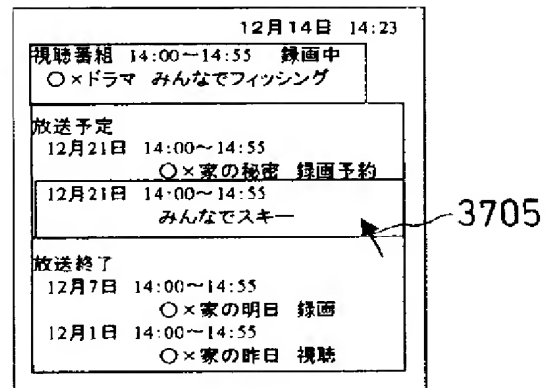 12月14日 14:23
視聴番組 14:00～14:55 録画中
○×ドラマ みんなでフィッシング
放送予定
12月21日 14:00～14:55
○×家の秘密 録画予約
12月21日 14:00～14:55
みんなでスキー
3705
放送終了
12月7日 14:00～14:55
○×家の明日 録画
12月1日 14:00～14:55
○×家の昨日 視聴